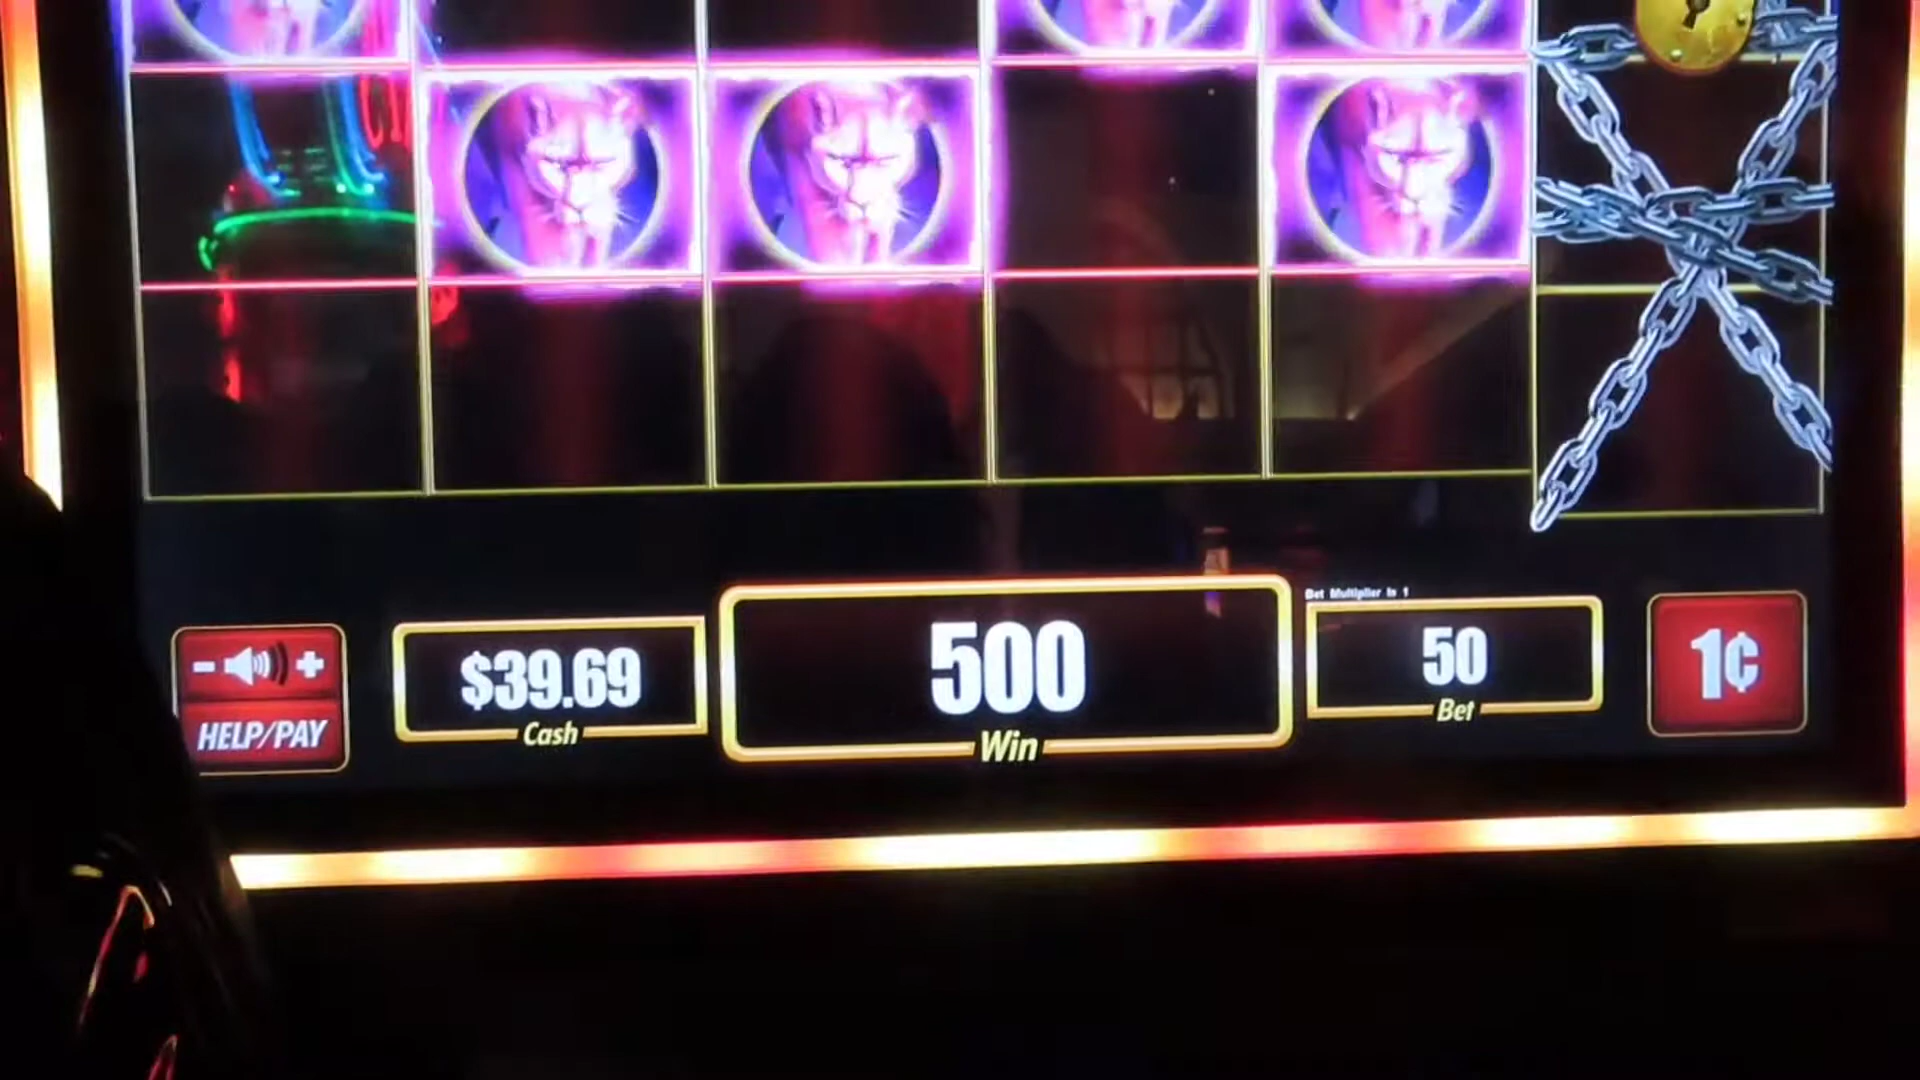 Bet Multiplier is 1
- +
HELP/PAY
$39.69
Cash
500
Win
50
Bet
1¢